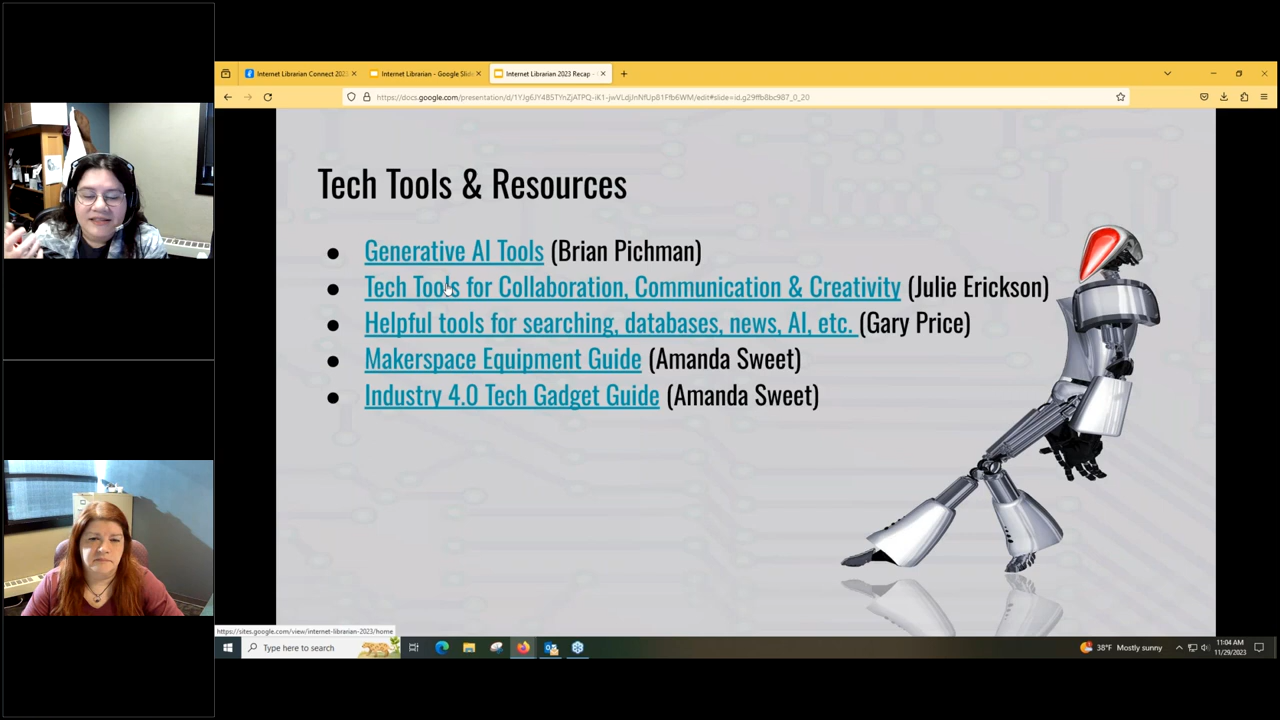 Internet Librarian Connect 202
Internet Librarian - Google Slid
Internet Librarian 2023 Recap -
Tech Tools & Resources
● Generative AI Tools (Brian Pichman)
● Tech Tools for Collaboration, Communication & Creativity (Julie Erickson)
● Helpful tools for searching, databases, news, AI, etc. (Gary Price)
● Makerspace Equipment Guide (Amanda Sweet)
● Industry 4.0 Tech Gadget Guide (Amanda Sweet)
https://sites.google.com/view/internet-librarian-2023/home
Type here to search
38°F Mostly sunny
11:04 AM
11/29/2023